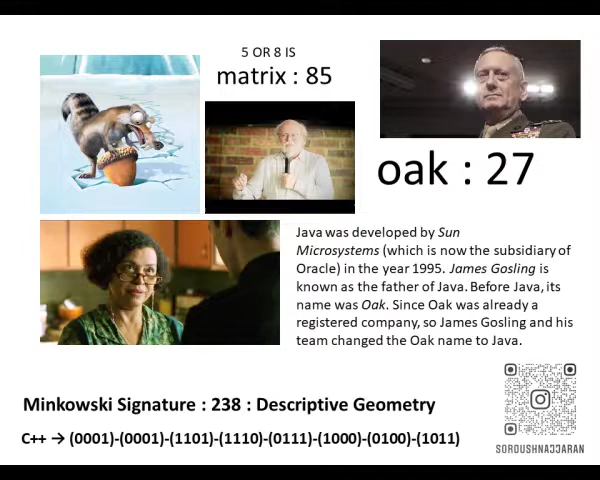 5 OR 8 IS
matrix : 85
oak : 27
Java was developed by Sun
Microsystems (which is now the subsidiary of
Oracle) in the year 1995. James Gosling is
known as the father of Java. Before Java, its
name was Oak. Since Oak was already a
registered company, so James Gosling and his
team changed the Oak name to Java.
Minkowski Signature : 238 : Descriptive Geometry
C++ → (0001)-(0001)-(1101)-(1110)-(0111)-(1000)-(0100)-(1011)
SOROUSHNAJJARAN